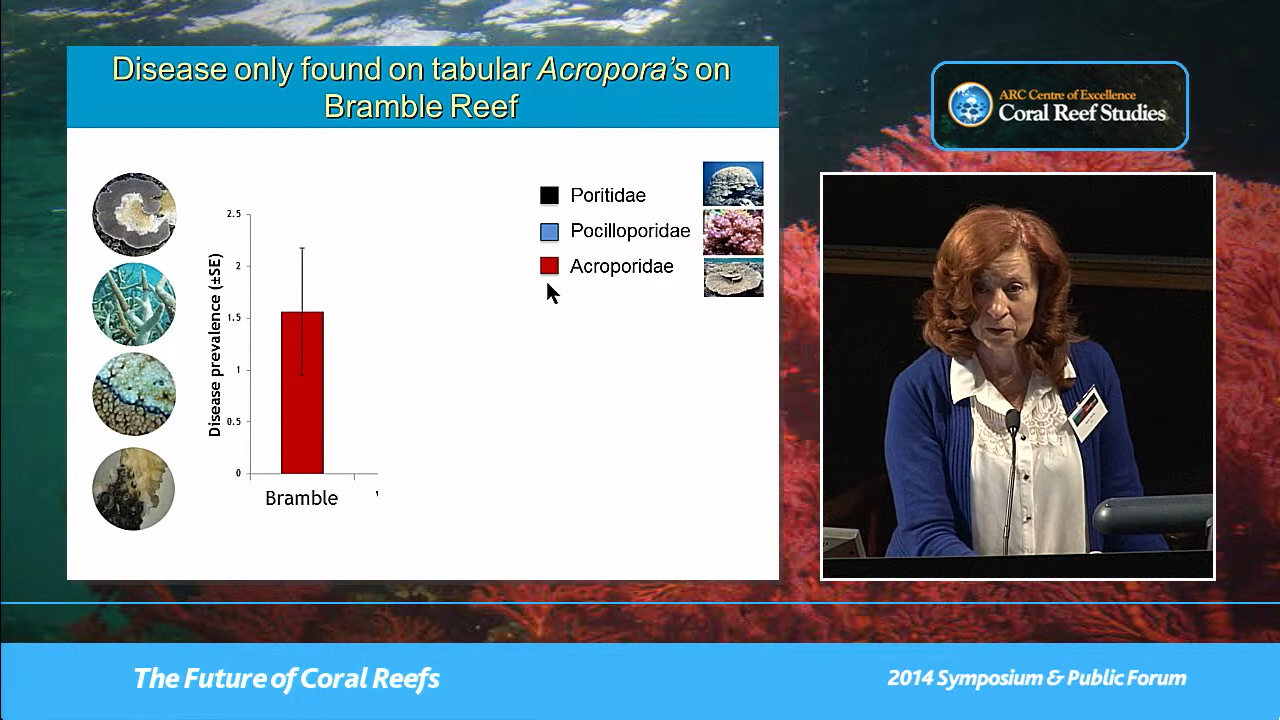 Disease only found on tabular Acropora's on
Bramble Reef
ARC Centre of Excellence
Coral Reef Studies
Poritidae
Pocilloporidae
Acroporidae
Disease prevalence (±SE)
2.5
2
1.5
1
0.5
0
Bramble
The Future of Coral Reefs
2014 Symposium & Public Forum